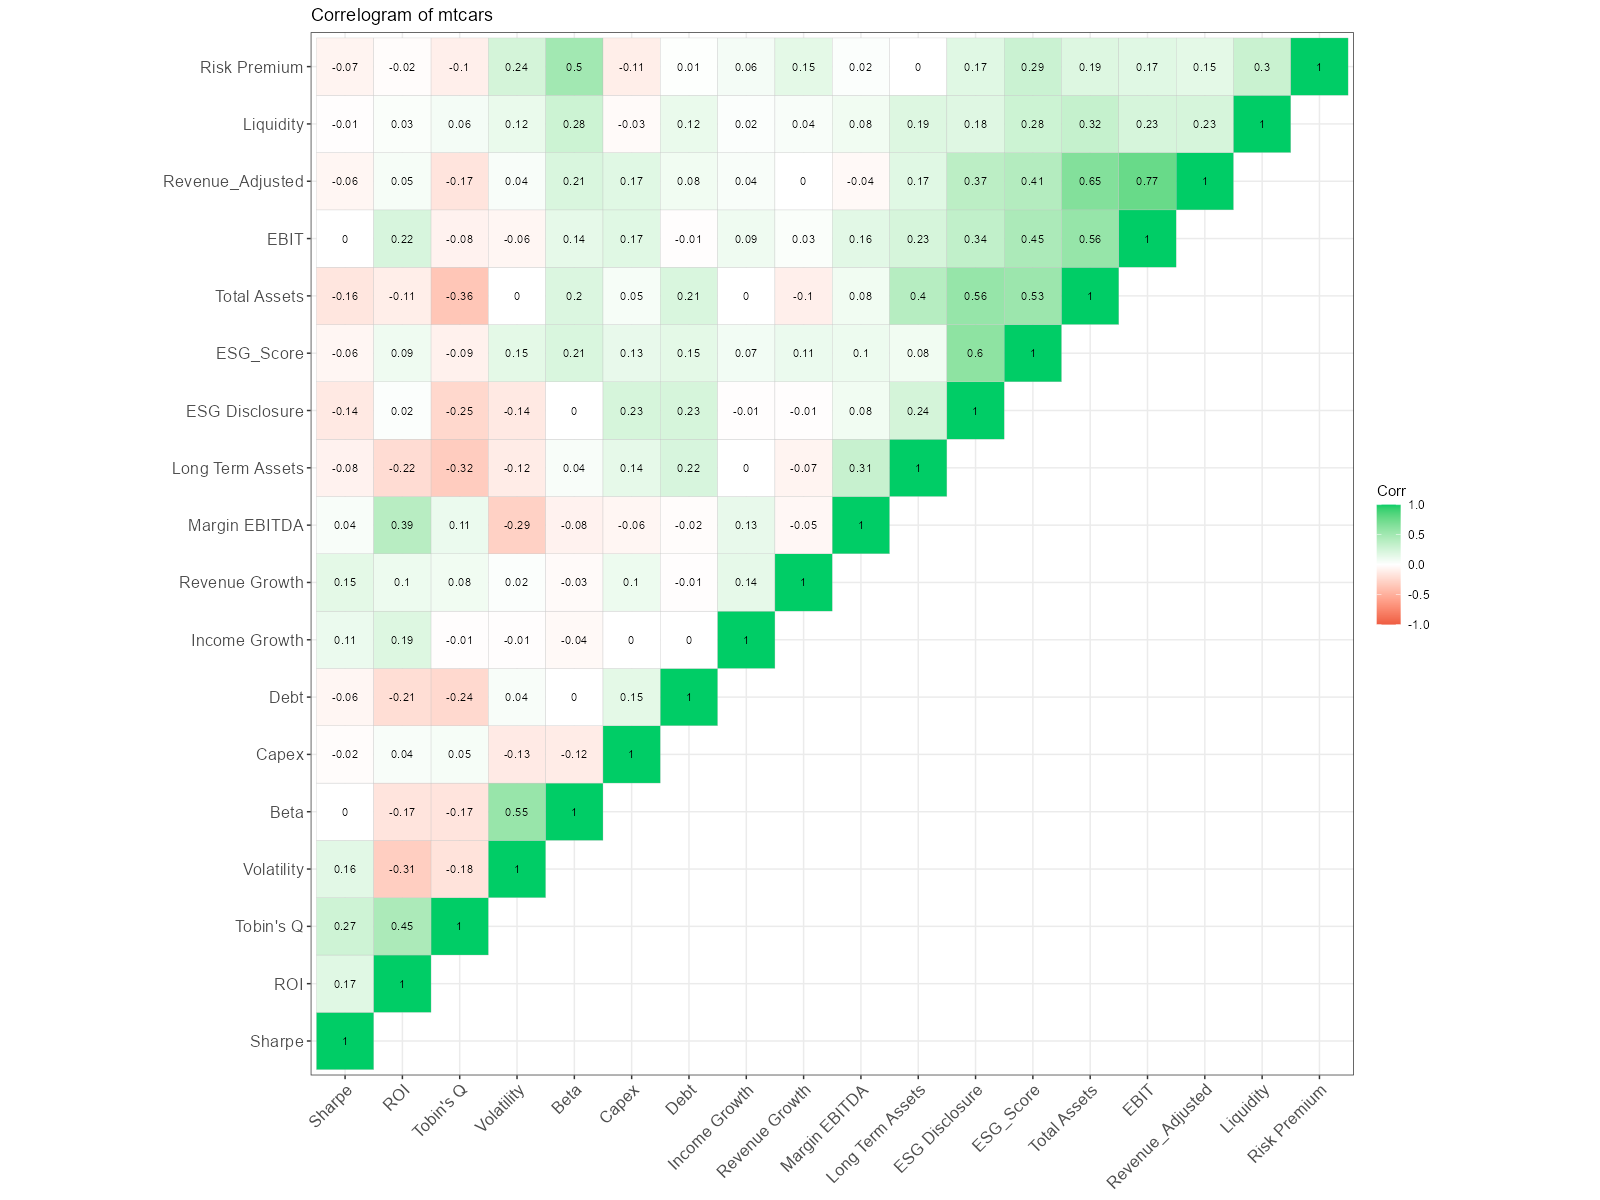 Correlogram of mtcars
Risk Premium -0.07 -0.02 -0.1 0.24 0.5 -0.11 0.01 0.06 0.15 0.02 0 0.17 0.29 0.19 0.17 0.15 0.3 1
Liquidity -0.01 0.03 0.06 0.12 0.28 -0.03 0.12 0.02 0.04 0.08 0.19 0.18 0.28 0.32 0.23 0.23 1
Revenue_Adjusted -0.06 0.05 -0.17 0.04 0.21 0.17 0.08 0.04 0 -0.04 0.17 0.37 0.41 0.65 0.77 1
EBIT 0 0.22 -0.08 -0.06 0.14 0.17 -0.01 0.09 0.03 0.16 0.23 0.34 0.45 0.56 1
Total Assets -0.16 -0.11 -0.36 0 0.2 0.05 0.21 0 -0.1 0.08 0.4 0.56 0.53 1
ESG_Score -0.06 0.09 -0.09 0.15 0.21 0.13 0.15 0.07 0.11 0.1 0.08 0.6 1
ESG Disclosure -0.14 0.02 -0.25 -0.14 0 0.23 0.23 -0.01 -0.01 0.08 0.24 1
Long Term Assets -0.08 -0.22 -0.32 -0.12 0.04 0.14 0.22 0 -0.07 0.31 1
Margin EBITDA 0.04 0.39 0.11 -0.29 -0.08 -0.06 -0.02 0.13 -0.05 1
Revenue Growth 0.15 0.1 0.08 0.02 -0.03 0.1 -0.01 0.14 1
Income Growth 0.11 0.19 -0.01 -0.01 -0.04 0 0 1
Debt -0.06 -0.21 -0.24 0.04 0 0.15 1
Capex -0.02 0.04 0.05 -0.13 -0.12 1
Beta 0 -0.17 -0.17 0.55 1
Volatility 0.16 -0.31 -0.18 1
Tobin's Q 0.27 0.45 1
ROI 0.17 1
Sharpe 1
Sharpe ROI Tobin's Q Volatility Beta Capex Debt Income Growth Revenue Growth Margin EBITDA Long Term Assets ESG Disclosure ESG_Score Total Assets EBIT Revenue_Adjusted Liquidity Risk Premium
Corr
1.0
0.5
0.0
-0.5
-1.0